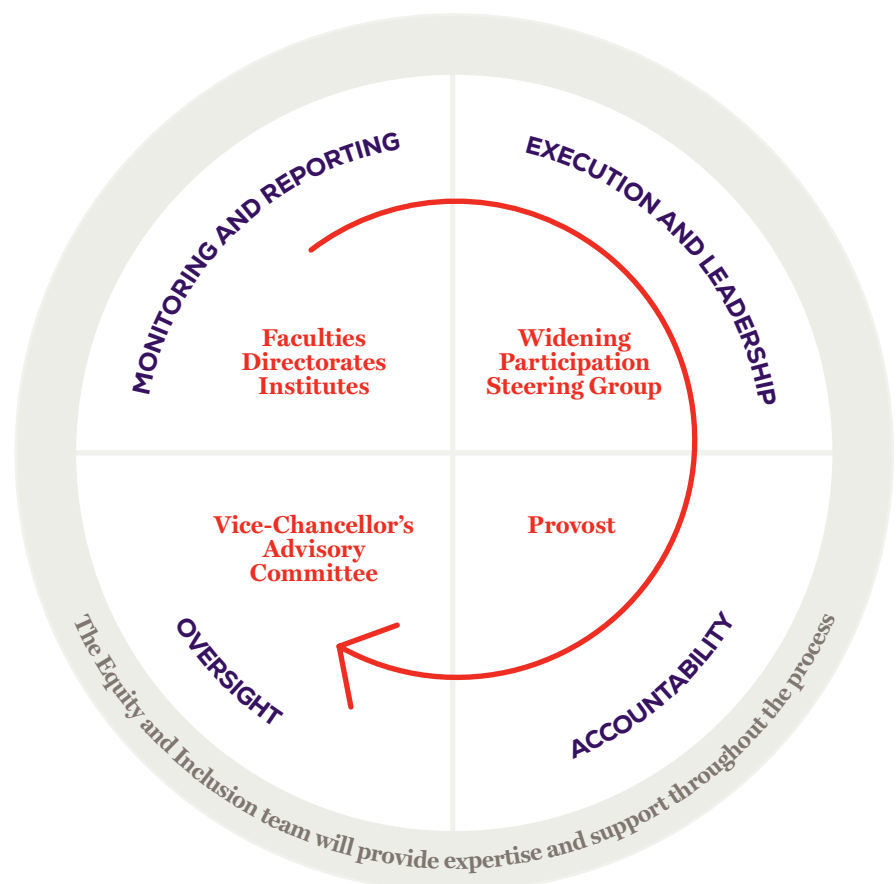 MONITORING AND REPORTING
Faculties
Directorates
Institutes
EXECUTION AND LEADERSHIP
Widening
Participation
Steering Group
Provost
ACCOUNTABILITY
Vice-Chancellor’s
Advisory
Committee
OVERSIGHT
The Equity and Inclusion team will provide expertise and support throughout the process